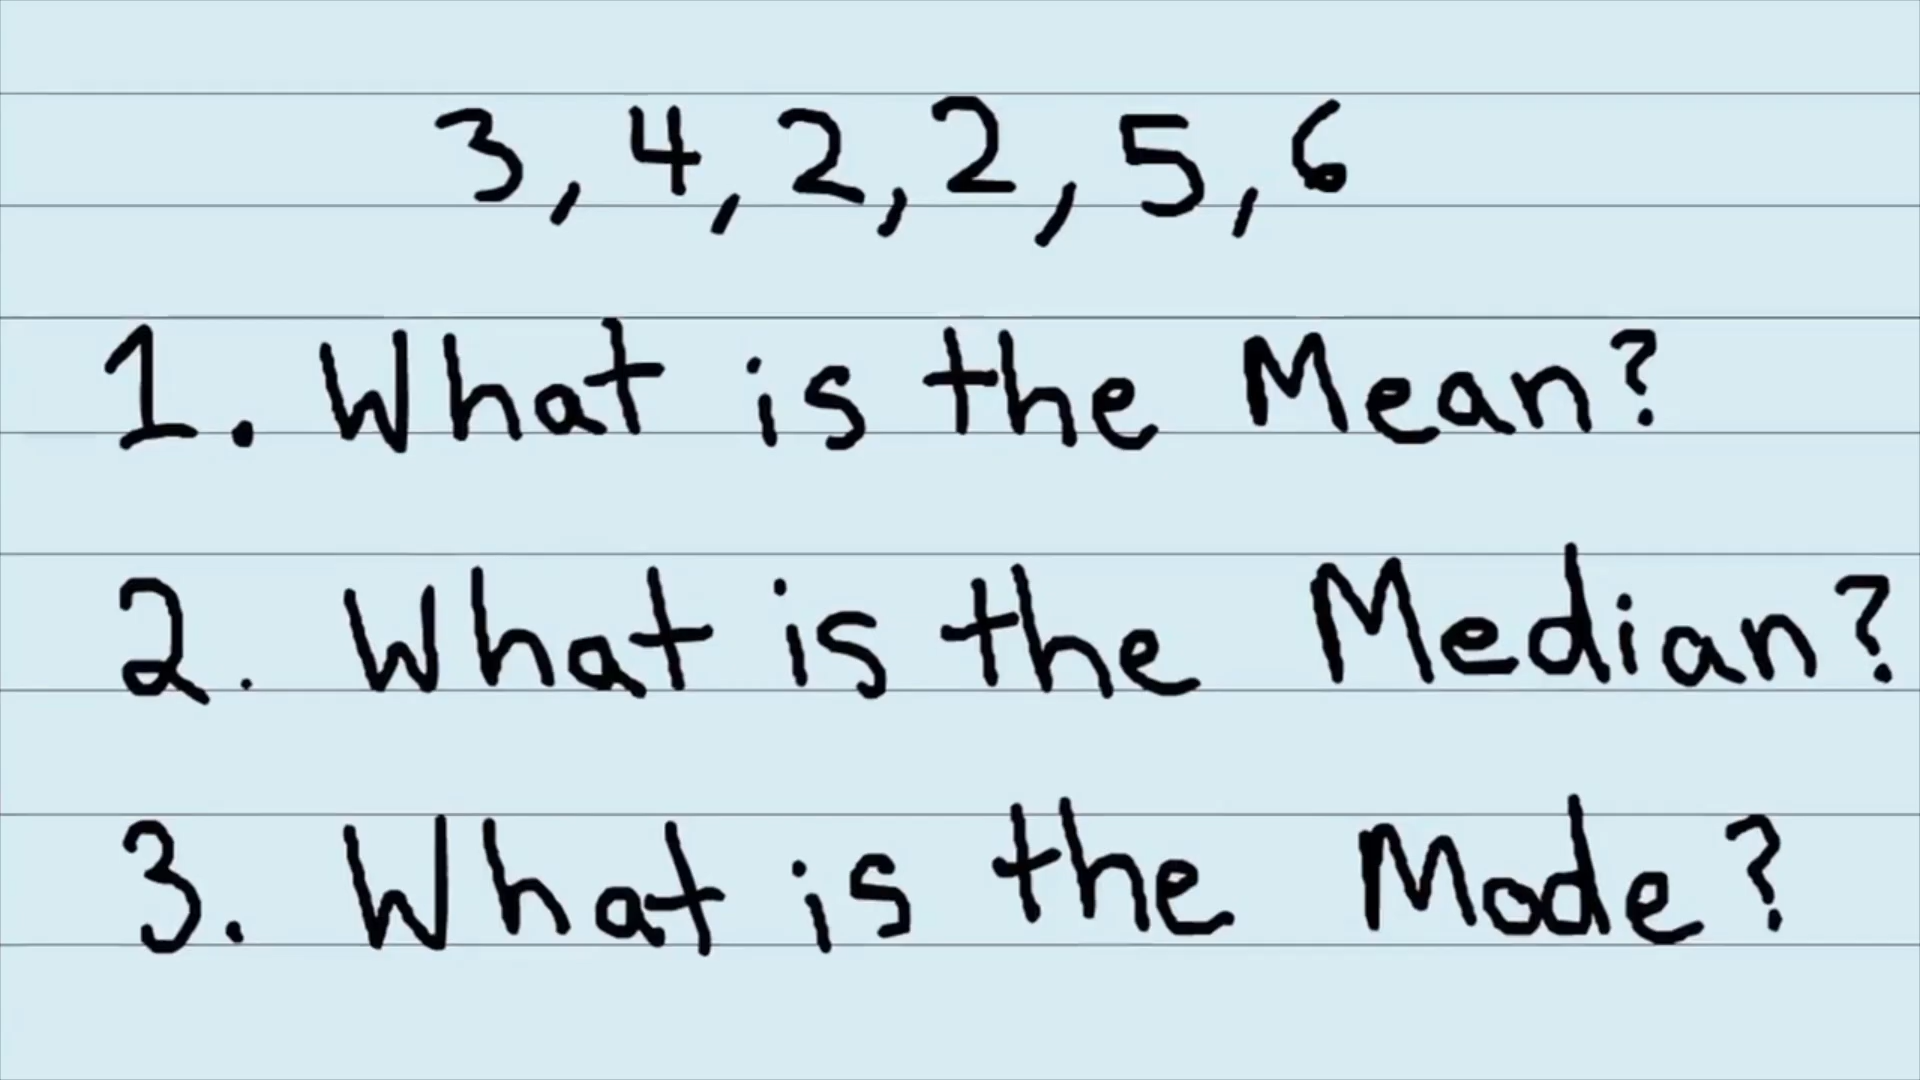 3, 4, 2, 2, 5, 6
1. What is the Mean?
2. What is the Median?
3. What is the Mode?